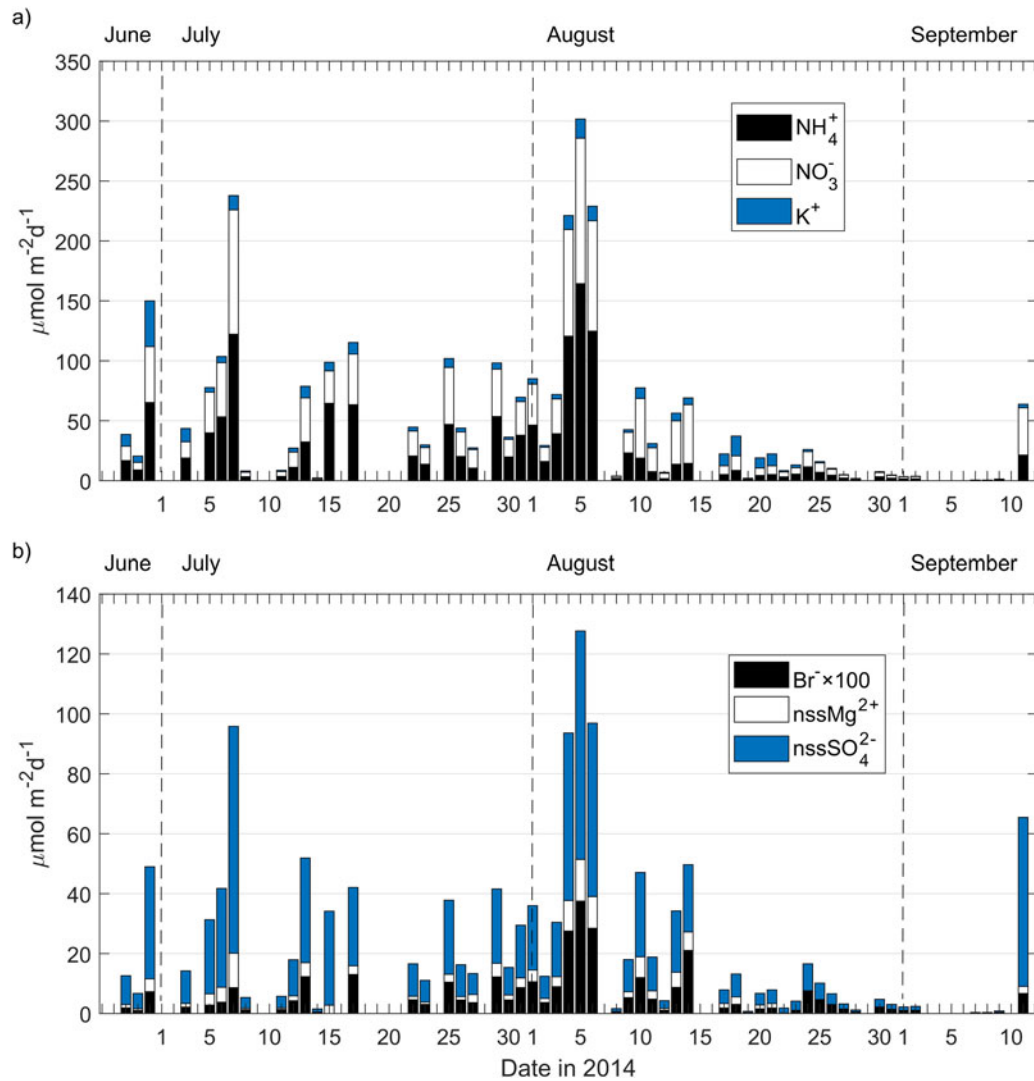 a)
June July August September
350
300
250
200
150
100
50
0
μmol m⁻²d⁻¹
NH₄⁺
NO₃⁻
K⁺
1 5 10 15 20 25 30 1 5 10 15 20 25 30 1 5 10
b)
June July August September
140
120
100
80
60
40
20
0
μmol m⁻²d⁻¹
Br⁻×100
nssMg²⁺
nssSO₄²⁻
1 5 10 15 20 25 30 1 5 10 15 20 25 30 1 5 10
Date in 2014